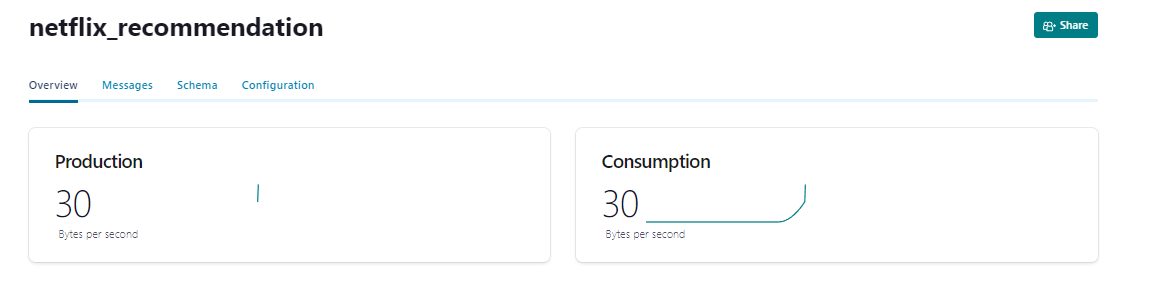 netflix_recommendation
Share
Overview Messages Schema Configuration
Production
30
Bytes per second
Consumption
30
Bytes per second